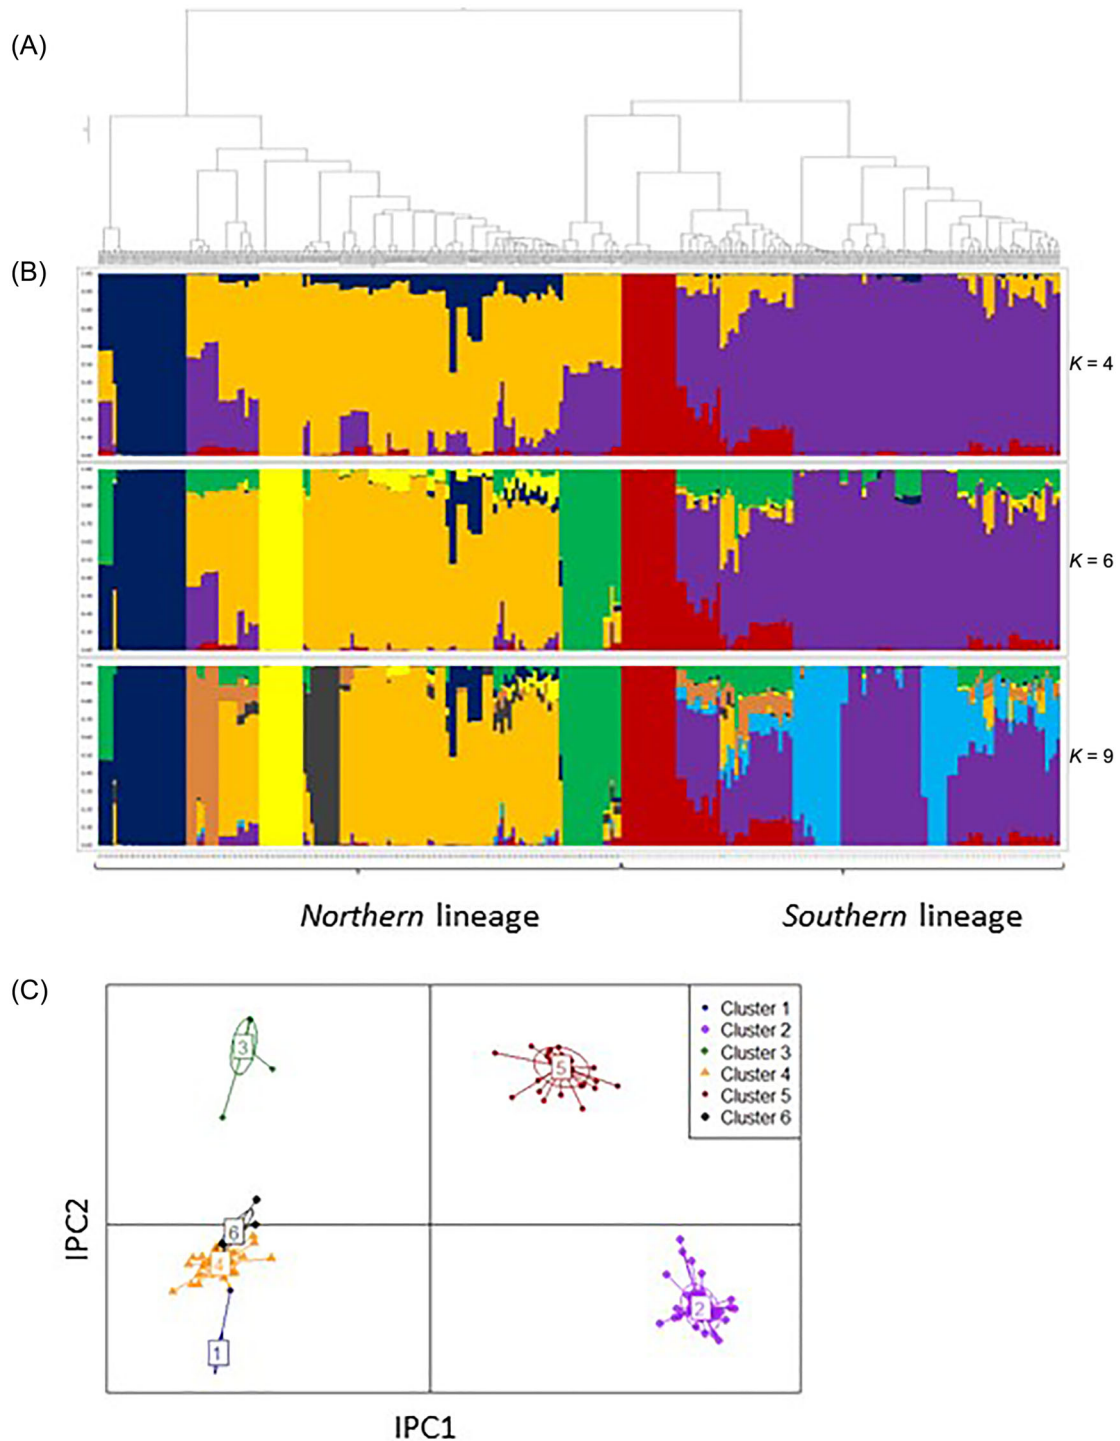 (A)
(B)
K = 4
K = 6
K = 9
Northern lineage
Southern lineage
(C)
Cluster 1
Cluster 2
Cluster 3
Cluster 4
Cluster 5
Cluster 6
3
5
6
4
2
1
IPC2
IPC1